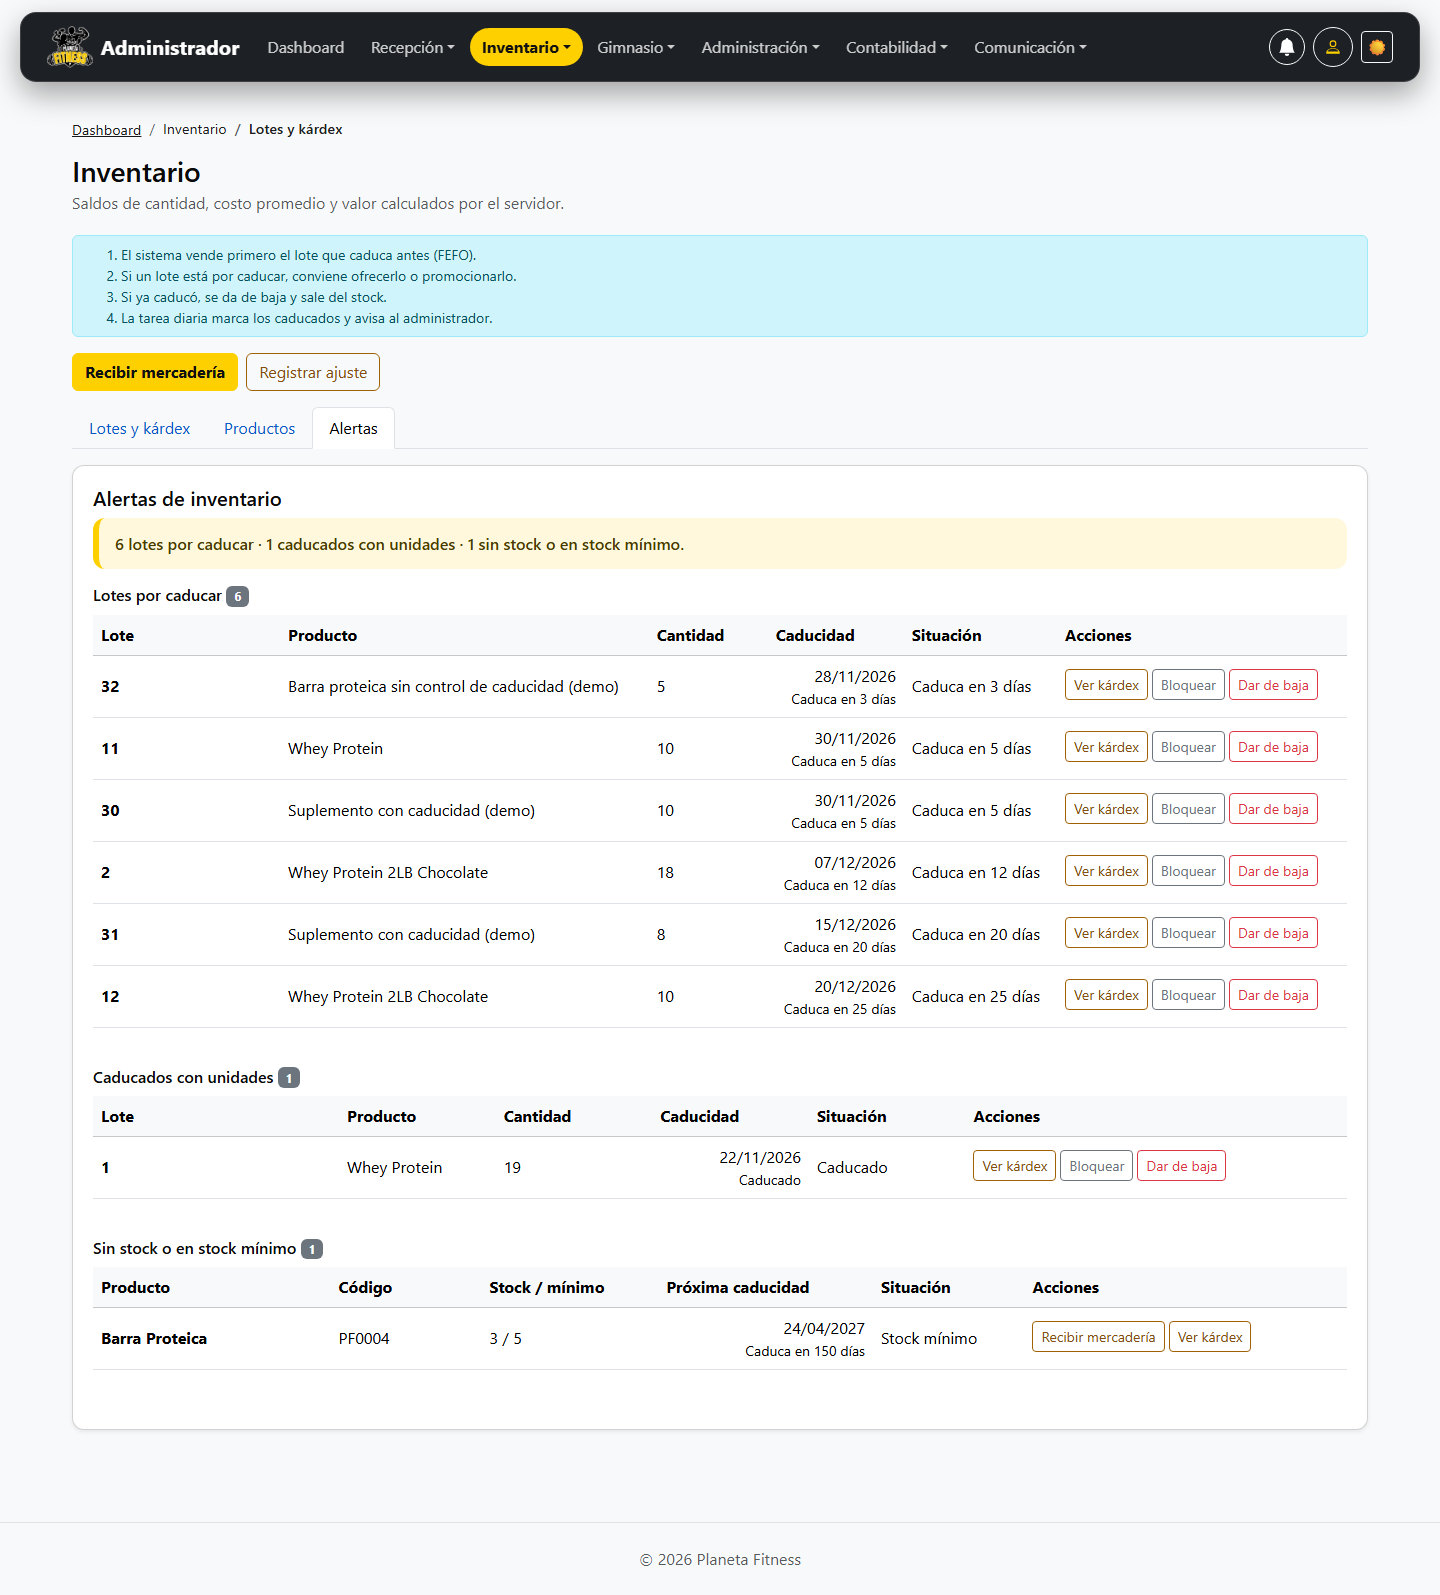 Administrador Dashboard Recepción Inventario Gimnasio Administración Contabilidad Comunicación
Dashboard / Inventario / Lotes y kárdex
Inventario
Saldos de cantidad, costo promedio y valor calculados por el servidor.
1. El sistema vende primero el lote que caduca antes (FEFO).
2. Si un lote está por caducar, conviene ofrecerlo o promocionarlo.
3. Si ya caducó, se da de baja y sale del stock.
4. La tarea diaria marca los caducados y avisa al administrador.
Recibir mercadería Registrar ajuste
Lotes y kárdex Productos Alertas
Alertas de inventario
6 lotes por caducar · 1 caducados con unidades · 1 sin stock o en stock mínimo.
Lotes por caducar 6
Lote Producto Cantidad Caducidad Situación Acciones
32 Barra proteica sin control de caducidad (demo) 5 28/11/2026 Caduca en 3 días Ver kárdex Bloquear Dar de baja
Caduca en 3 días
11 Whey Protein 10 30/11/2026 Caduca en 5 días Ver kárdex Bloquear Dar de baja
Caduca en 5 días
30 Suplemento con caducidad (demo) 10 30/11/2026 Caduca en 5 días Ver kárdex Bloquear Dar de baja
Caduca en 5 días
2 Whey Protein 2LB Chocolate 18 07/12/2026 Caduca en 12 días Ver kárdex Bloquear Dar de baja
Caduca en 12 días
31 Suplemento con caducidad (demo) 8 15/12/2026 Caduca en 20 días Ver kárdex Bloquear Dar de baja
Caduca en 20 días
12 Whey Protein 2LB Chocolate 10 20/12/2026 Caduca en 25 días Ver kárdex Bloquear Dar de baja
Caduca en 25 días
Caducados con unidades 1
Lote Producto Cantidad Caducidad Situación Acciones
1 Whey Protein 19 22/11/2026 Caducado Ver kárdex Bloquear Dar de baja
Caducado
Sin stock o en stock mínimo 1
Producto Código Stock / mínimo Próxima caducidad Situación Acciones
Barra Proteica PF0004 3 / 5 24/04/2027 Stock mínimo Recibir mercadería Ver kárdex
Caduca en 150 días
© 2026 Planeta Fitness